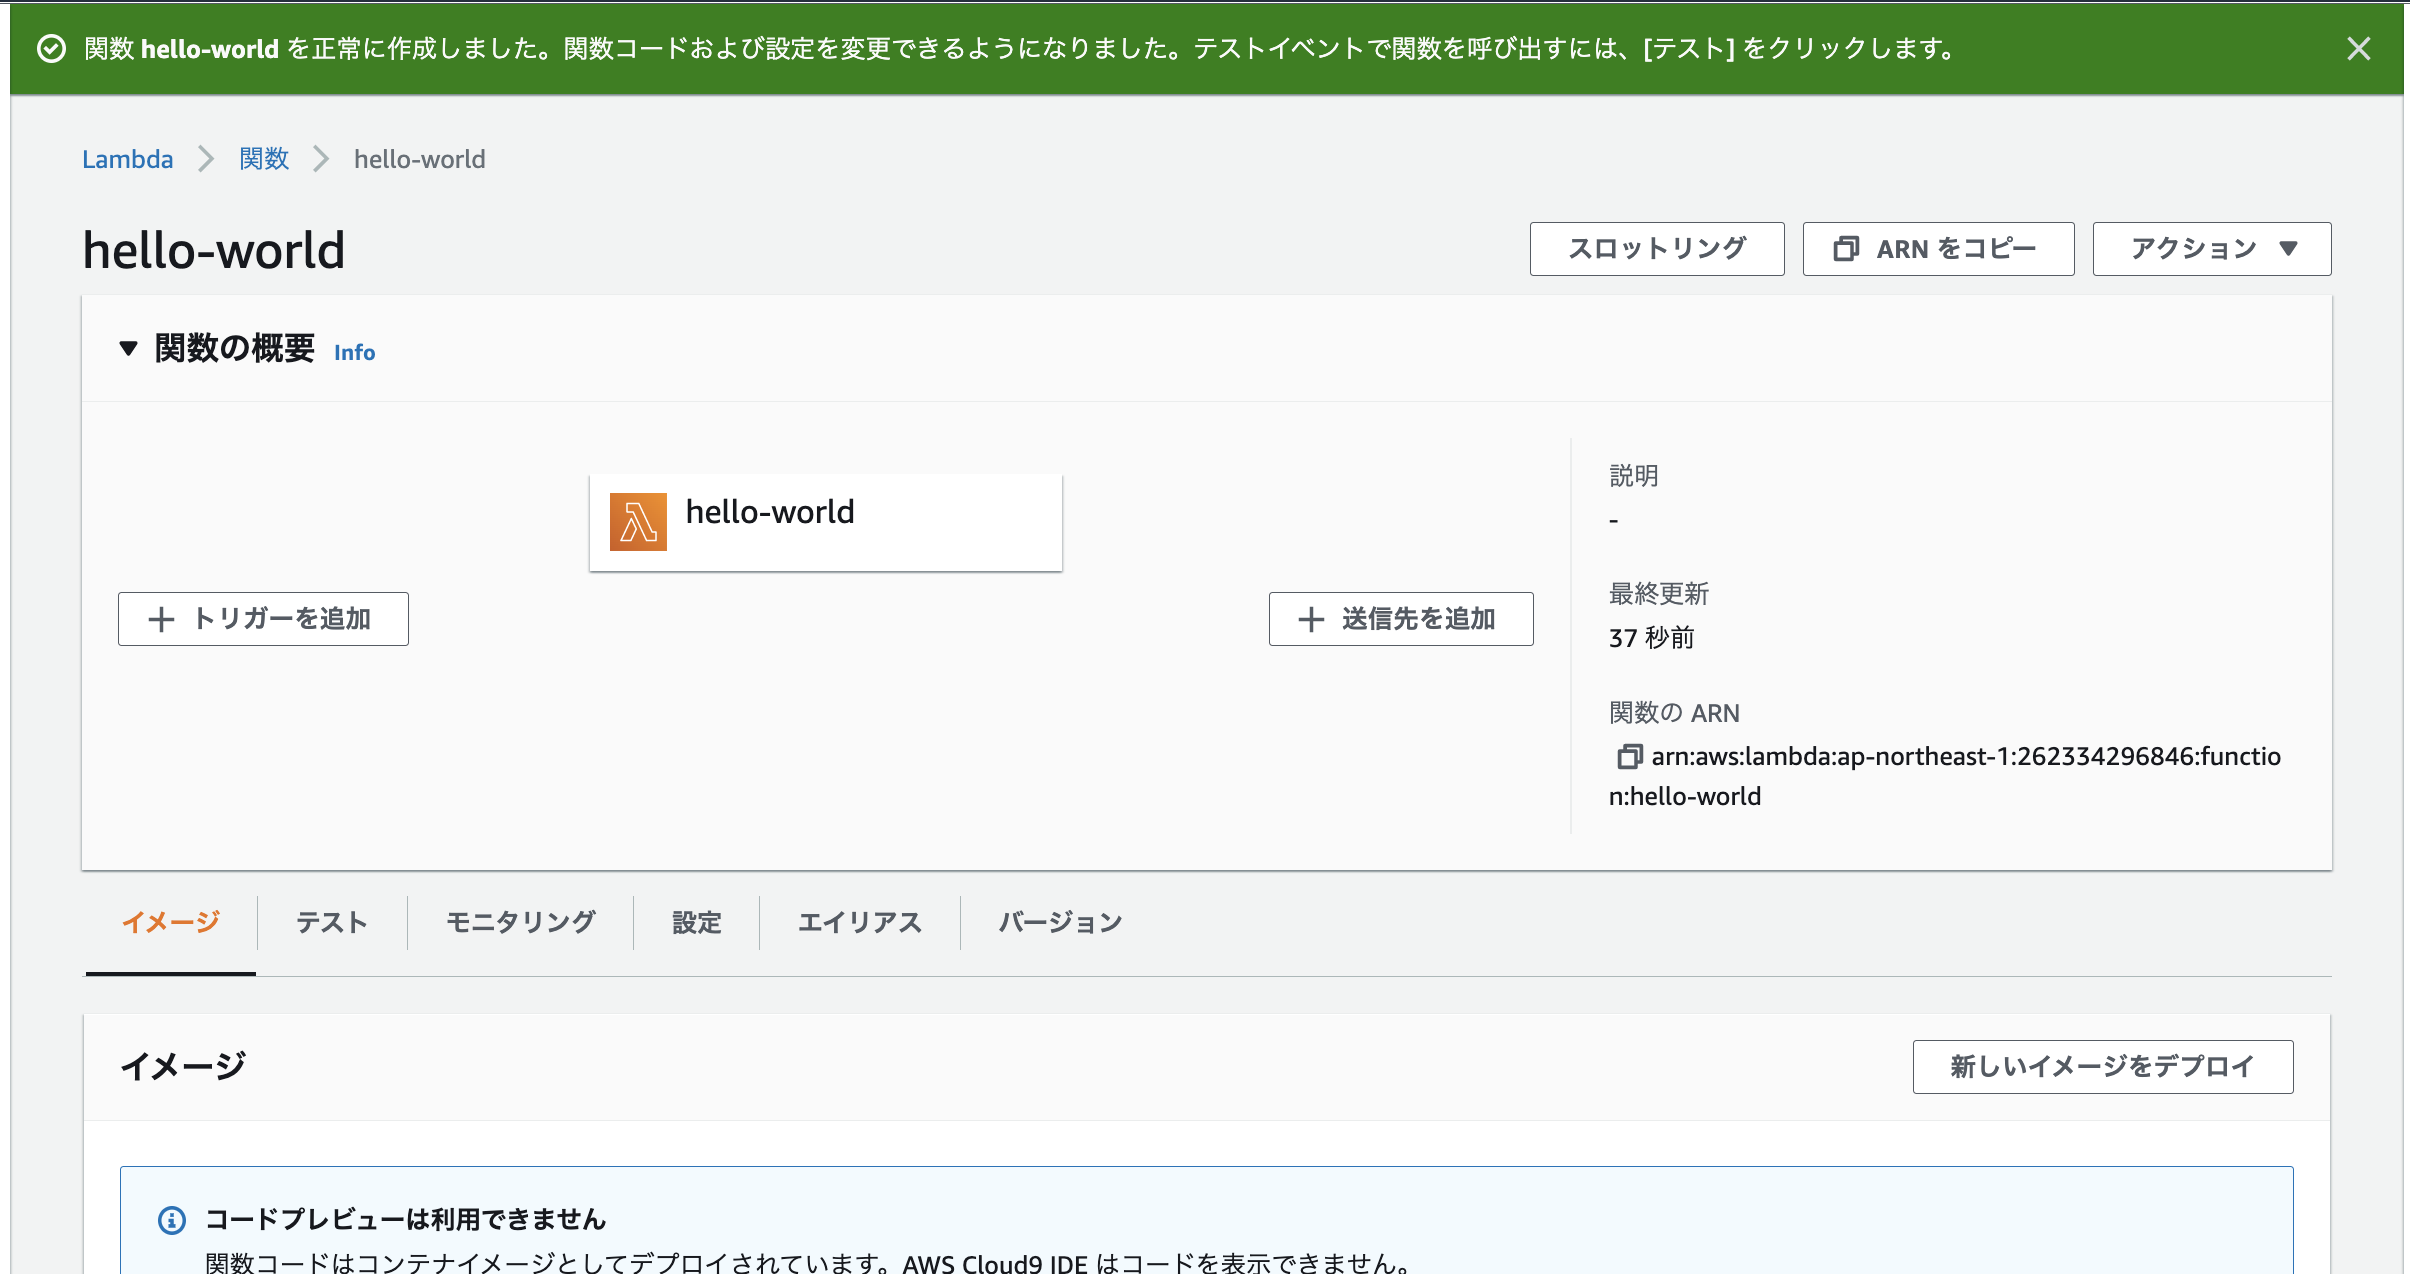 関数 hello-world を正常に作成しました。関数コードおよび設定を変更できるようになりました。テストイベントで関数を呼び出すには、[テスト] をクリックします。
Lambda 関数 hello-world
hello-world
スロットリング ARN をコピー アクション
関数の概要 Info
hello-world
トリガーを追加
送信先を追加
説明
-
最終更新
37 秒前
関数の ARN
arn:aws:lambda:ap-northeast-1:262334296846:functio
n:hello-world
イメージ テスト モニタリング 設定 エイリアス バージョン
イメージ 新しいイメージをデプロイ
コードプレビューは利用できません
関数コードはコンテナイメージとしてデプロイされています。AWS Cloud9 IDE はコードを表示できません。